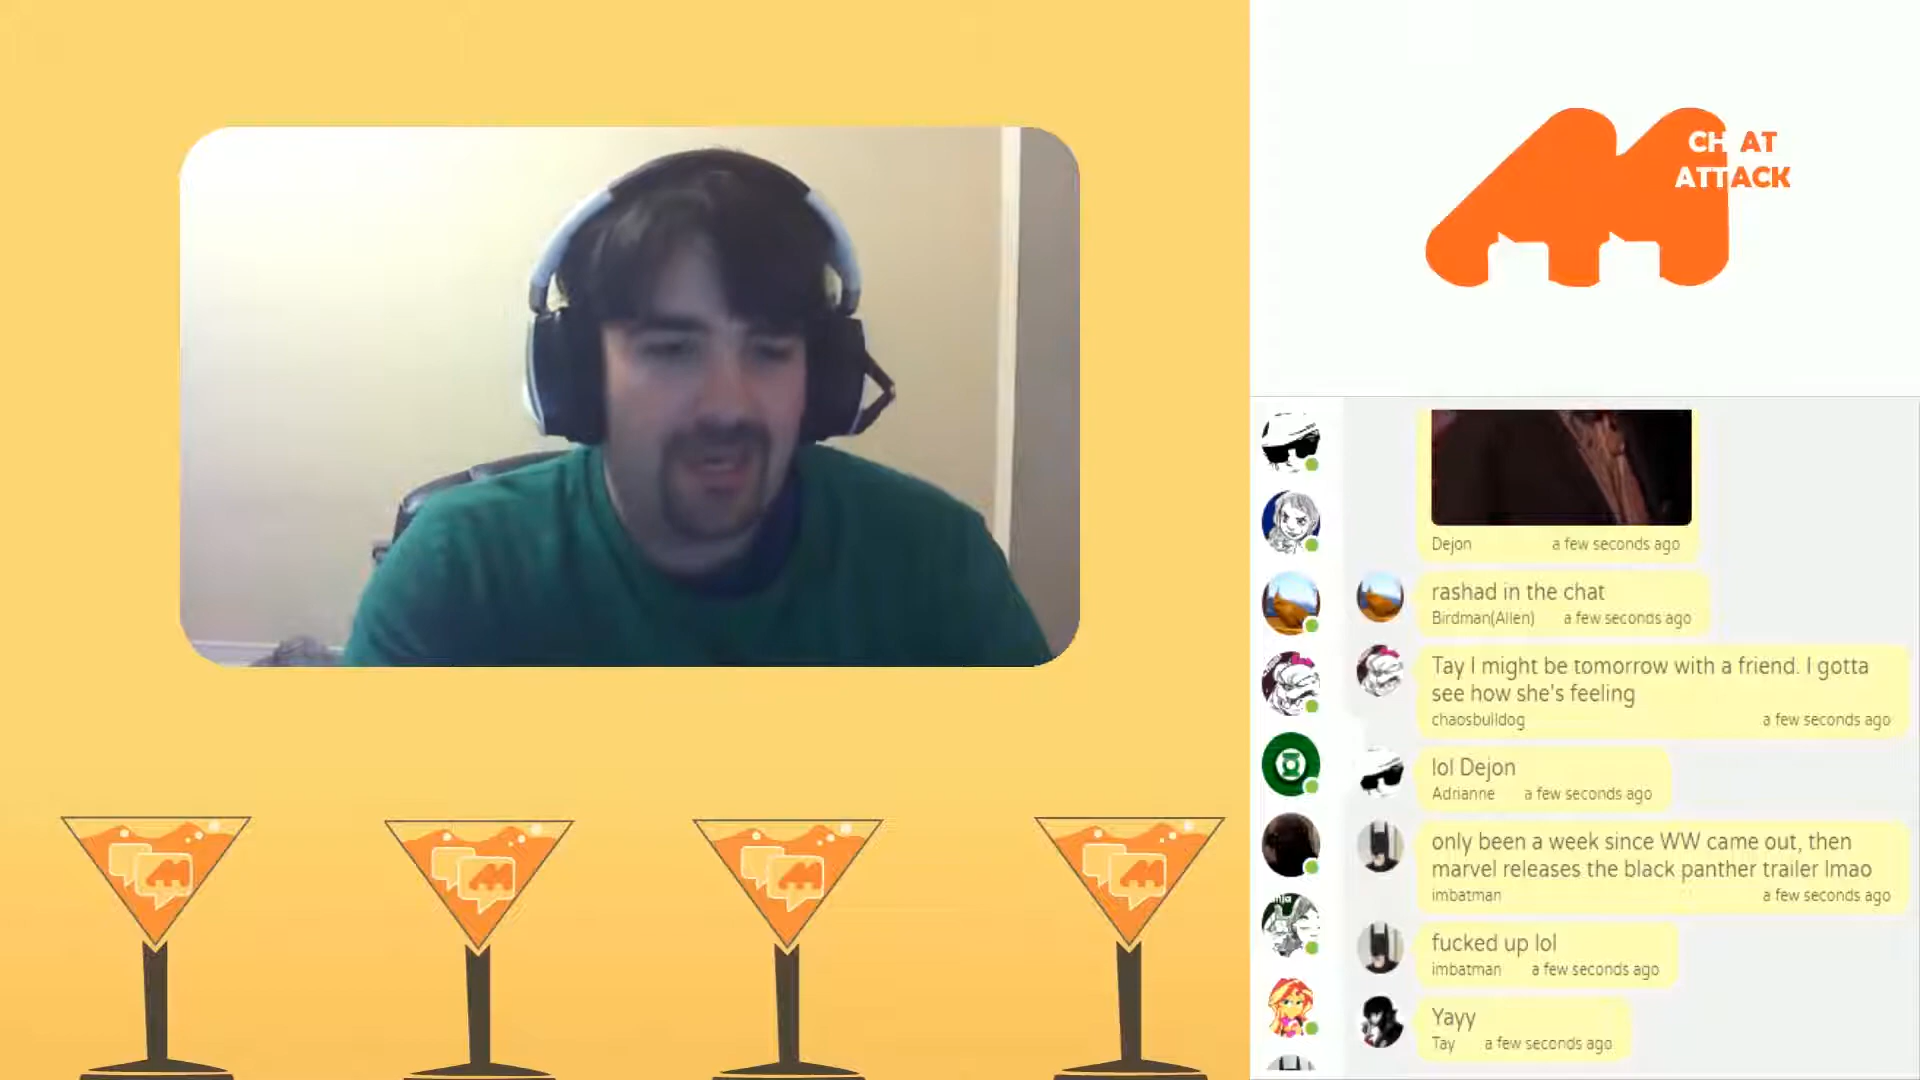 CHAT
ATTACK
Dejon a few seconds ago
rashad in the chat
Birdman(Allen) a few seconds ago
Tay I might be tomorrow with a friend. I gotta
see how she's feeling
chaosbulldog a few seconds ago
lol Dejon
Adrianne a few seconds ago
only been a week since WW came out, then
marvel releases the black panther trailer lmao
imbatman a few seconds ago
fucked up lol
imbatman a few seconds ago
Yayy
Tay a few seconds ago